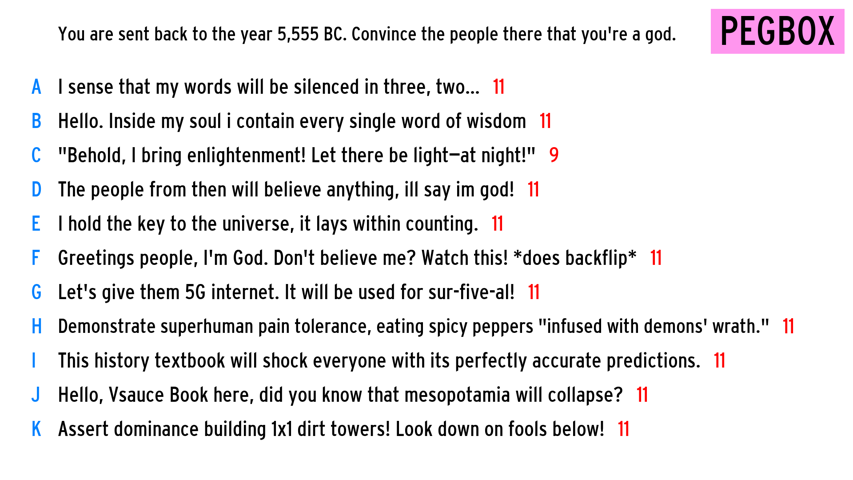 You are sent back to the year 5,555 BC. Convince the people there that you're a god.
PEGBOX
A I sense that my words will be silenced in three, two... 11
B Hello. Inside my soul i contain every single word of wisdom 11
C "Behold, I bring enlightenment! Let there be light—at night!" 9
D The people from then will believe anything, ill say im god! 11
E I hold the key to the universe, it lays within counting. 11
F Greetings people, I'm God. Don't believe me? Watch this! *does backflip* 11
G Let's give them 5G internet. It will be used for sur-five-al! 11
H Demonstrate superhuman pain tolerance, eating spicy peppers "infused with demons' wrath." 11
I This history textbook will shock everyone with its perfectly accurate predictions. 11
J Hello, Vsauce Book here, did you know that mesopotamia will collapse? 11
K Assert dominance building 1x1 dirt towers! Look down on fools below! 11